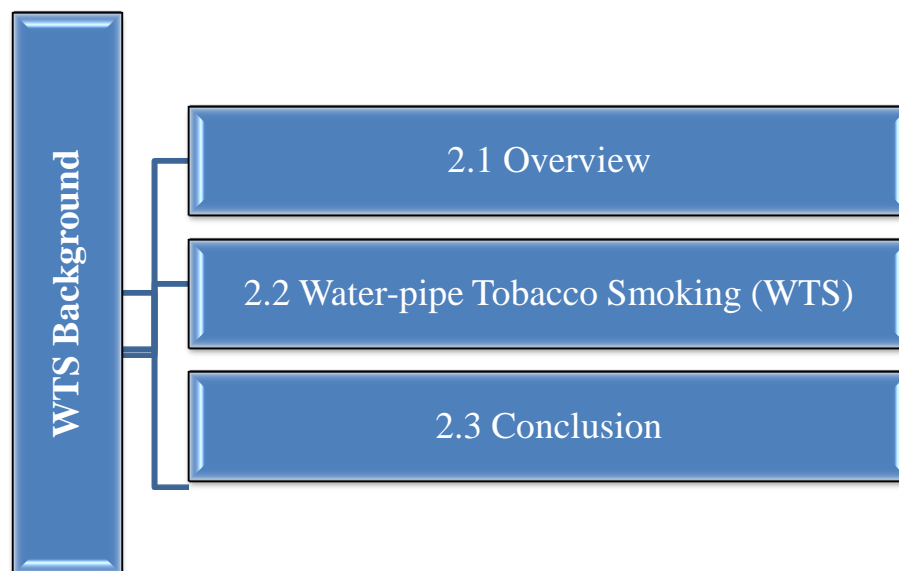 WTS Background
2.1 Overview
2.2 Water-pipe Tobacco Smoking (WTS)
2.3 Conclusion